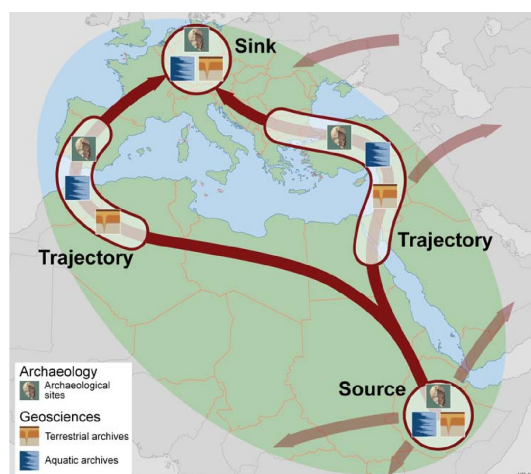 Sink
Trajectory
Trajectory
Source
Archaeology
Archaeological
sites
Geosciences
Terrestrial archives
Aquatic archives